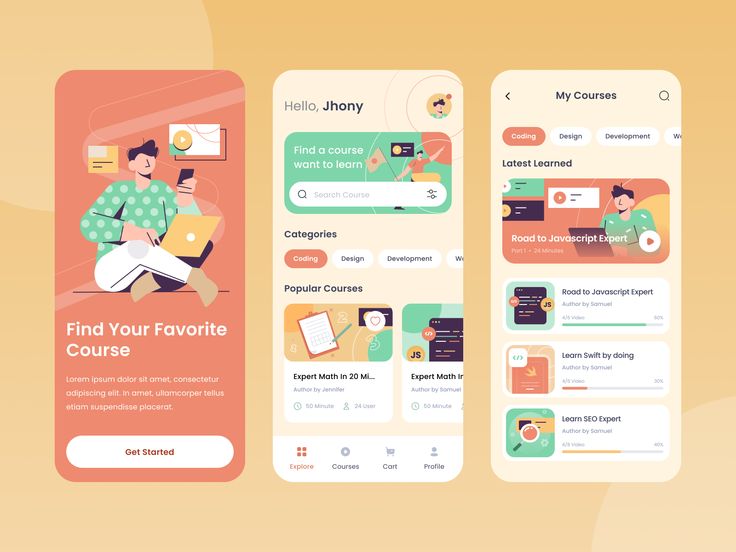 Find Your Favorite
Course
Lorem ipsum dolor sit amet, consectetur
adipiscing elit. In amet, ullamcorper tellus
etiam suspendisse placerat.
Get Started
Hello, Jhony
Find a course
want to learn
Search Course
Categories
Coding
Design
Development
Popular Courses
Expert Math In 20 Mi...
Author by Jennifer
50 Minute
24 User
JS
Expert Math In
Author by Samuel
50 Minute
Explore
Courses
Cart
Profile
My Courses
Coding
Design
Development
Latest Learned
Road to Javascript Expert
Part 1 • 24 Minutes
JS
Road to Javascript Expert
Author by Samuel
4/5 Video
80%
Learn Swift by doing
Author by Samuel
4/5 Video
30%
Learn SEO Expert
Author by Samuel
40%